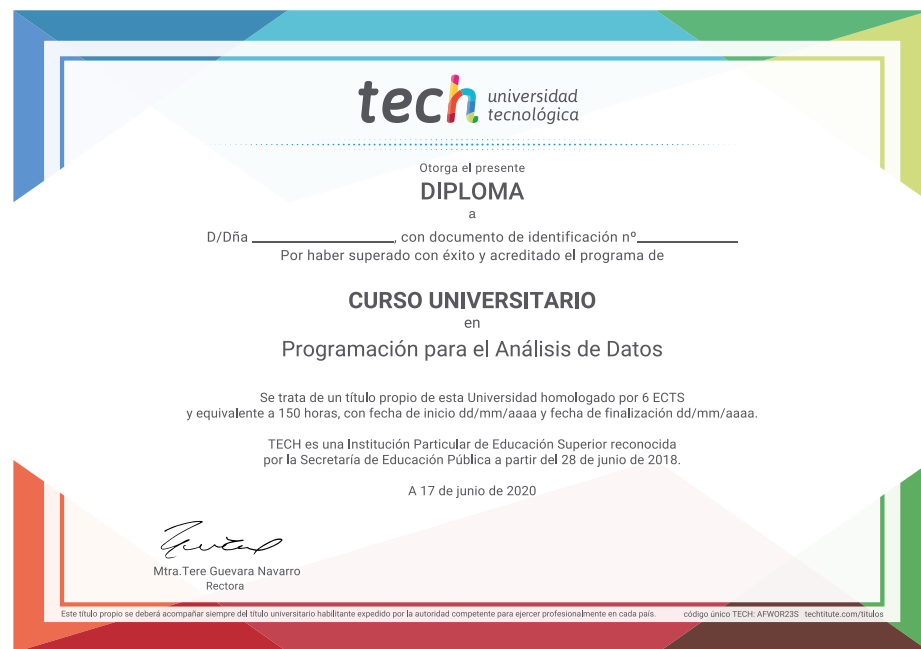 tech universidad
tecnológica
Otorga el presente
DIPLOMA
a
D/Dña ____________, con documento de identificación nº____________
Por haber superado con éxito y acreditado el programa de
CURSO UNIVERSITARIO
en
Programación para el Análisis de Datos
Se trata de un título propio de esta Universidad homologado por 6 ECTS
y equivalente a 150 horas, con fecha de inicio dd/mm/aaaa y fecha de finalización dd/mm/aaaa.
TECH es una Institución Particular de Educación Superior reconocida
por la Secretaría de Educación Pública a partir del 28 de junio de 2018.
A 17 de junio de 2020
Mtra.Tere Guevara Navarro
Rectora
Este título propio se deberá acompañar siempre del título universitario habilitante expedido por la autoridad competente para ejercer profesionalmente en cada país. código único TECH: AFWOR23S techtitute.com/titulos